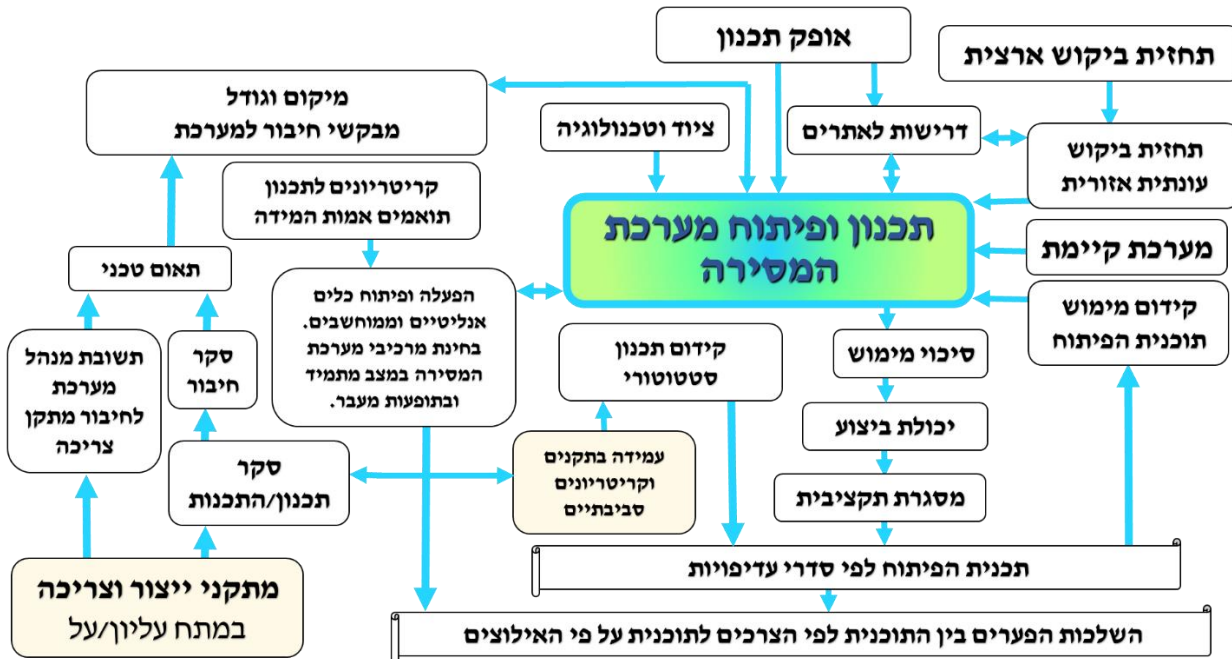 אופק תכנון
תחזית ביקוש ארצית
מיקום וגודל
מבקשי חיבור למערכת
ציוד וטכנולוגיה
דרישות לאתרים
תחזית ביקוש
עונתית אזורית
קריטריונים לתכנון
תואמים אמות המידה
תכנון ופיתוח מערכת
המסירה
מערכת קיימת
תאום טכני
הפעלה ופיתוח כלים
אנליטיים וממוחשבים.
בחינת מרכיבי מערכת
המסירה במצב מתמיד
ובתופעות מעבר.
קידום מימוש
תוכנית הפיתוח
תשובת מנהל
מערכת
לחיבור מתקן
צריכה
סקר
חיבור
קידום תכנון
סטטוטורי
סיכוי מימוש
יכולת ביצוע
סקר
תכנון/התכנות
עמידה בתקנים
וקריטריונים
סביבתיים
מסגרת תקציבית
מתקני ייצור וצריכה
במתח עליון/על
תכנית הפיתוח לפי סדרי עדיפויות
השלכות הפערים בין התוכנית לפי הצרכים לתוכנית על פי האילוצים